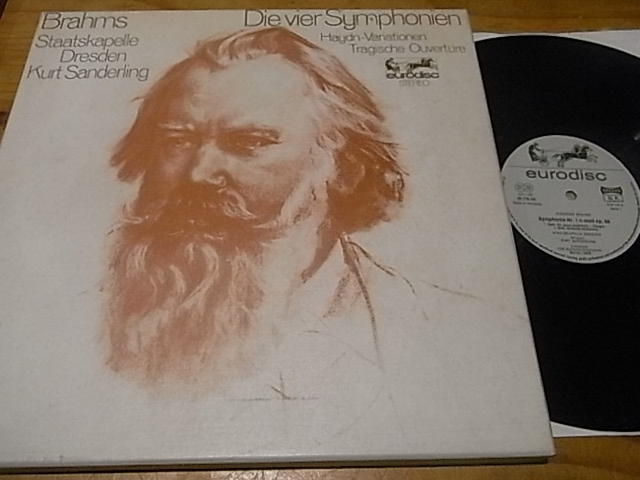 Brahms
Staatskapelle
Dresden
Kurt Sanderling
Die vier Symphonien
Haydn-Variationen
Tragische Ouvertüre
eurodisc
STEREO
eurodisc
Symphonie Nr. 1 c-moll op. 68